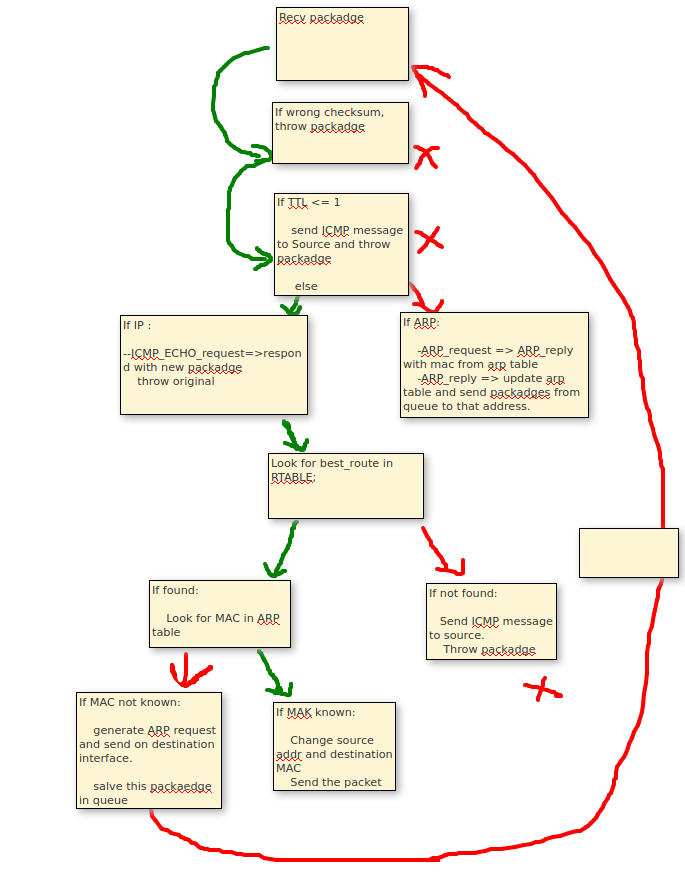 Recv packadge
If wrong checksum,
throw packadge
If TTL <= 1
send ICMP message
to Source and throw
packadge
else
If IP :
--ICMP_ECHO_request=>respon
d with new packadge
throw original
If ARP:
-ARP_request => ARP_reply
with mac from arp table
-ARP_reply => update arp
table and send packadges from
queue to that address.
Look for best_route in
RTABLE;
If found:
Look for MAC in ARP
table
If not found:
Send ICMP message
to source.
Throw packadge
If MAC not known:
generate ARP request
and send on destination
interface.
salve this packaedge
in queue
If MAK known:
Change source
addr and destination
MAC
Send the packet